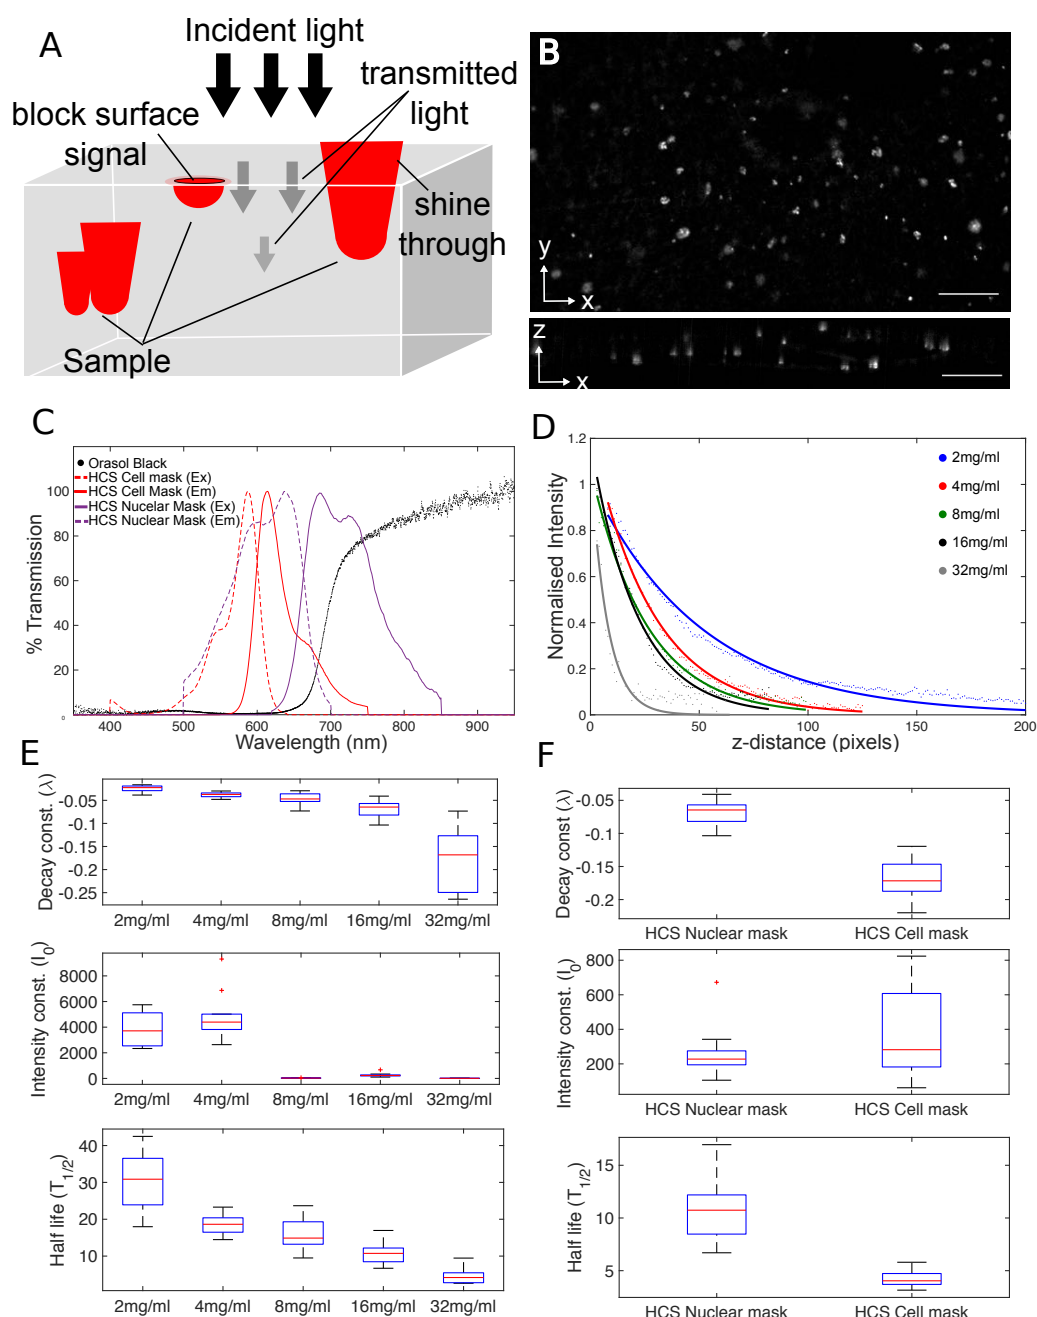 A
Incident light
transmitted
light
block surface
signal
shine
through
Sample
B
y
x
z
x
C
% Transmission
100
80
60
40
20
0
400 500 600 700 800 900
Wavelength (nm)
Orasol Black
HCS Cell mask (Ex)
HCS Cell Mask (Em)
HCS Nucelar Mask (Ex)
HCS Nuclear Mask (Em)
D
Normalised Intensity
1.2
1
0.8
0.6
0.4
0.2
0
0 50 100 150 200
z-distance (pixels)
2mg/ml
4mg/ml
8mg/ml
16mg/ml
32mg/ml
E
Decay const. (λ)
-0.05
-0.1
-0.15
-0.2
-0.25
2mg/ml 4mg/ml 8mg/ml 16mg/ml 32mg/ml
Intensity const. (I0)
8000
6000
4000
2000
0
2mg/ml 4mg/ml 8mg/ml 16mg/ml 32mg/ml
Half life (T1/2)
40
30
20
10
2mg/ml 4mg/ml 8mg/ml 16mg/ml 32mg/ml
F
Decay const (λ)
-0.05
-0.1
-0.15
-0.2
HCS Nuclear mask HCS Cell mask
Intensity const. (I0)
800
600
400
200
HCS Nuclear mask HCS Cell mask
Half life (T1/2)
15
10
5
HCS Nuclear mask HCS Cell mask